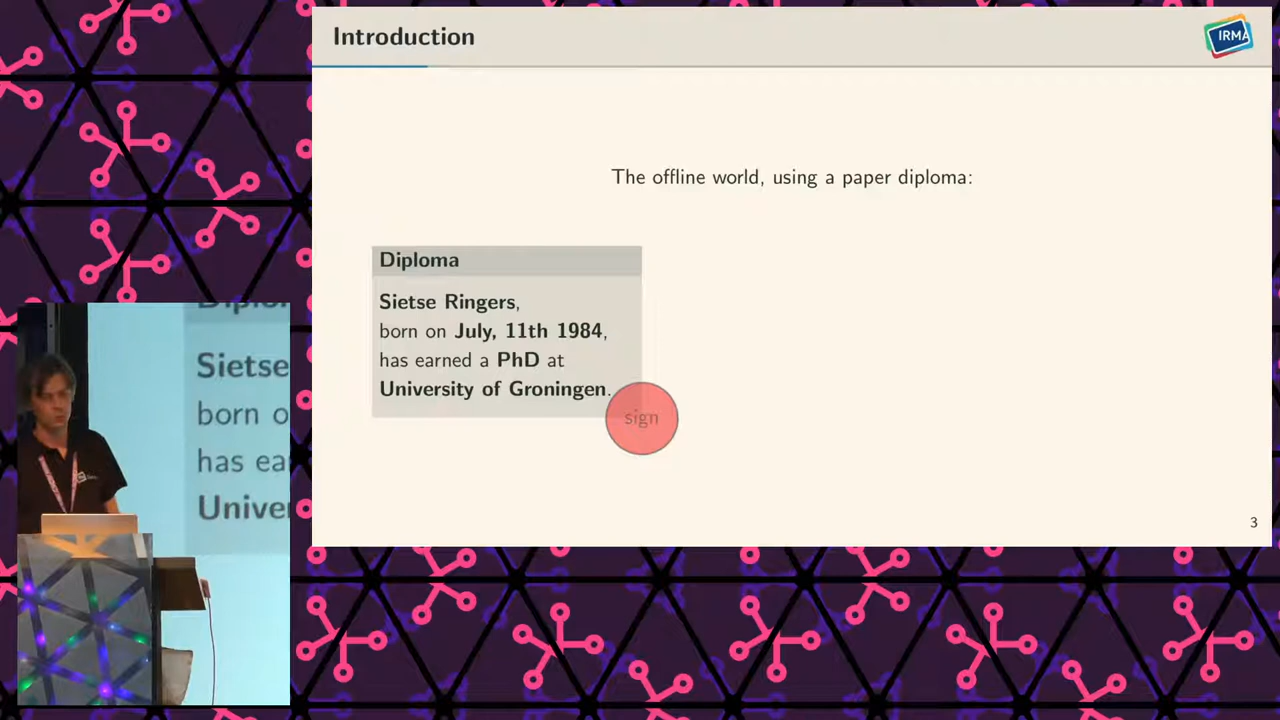 Introduction
IRMA
The offline world, using a paper diploma:
Diploma
Sietse Ringers,
born on July, 11th 1984,
has earned a PhD at
University of Groningen.
sign
3
Sietse
born o
has ea
Univer